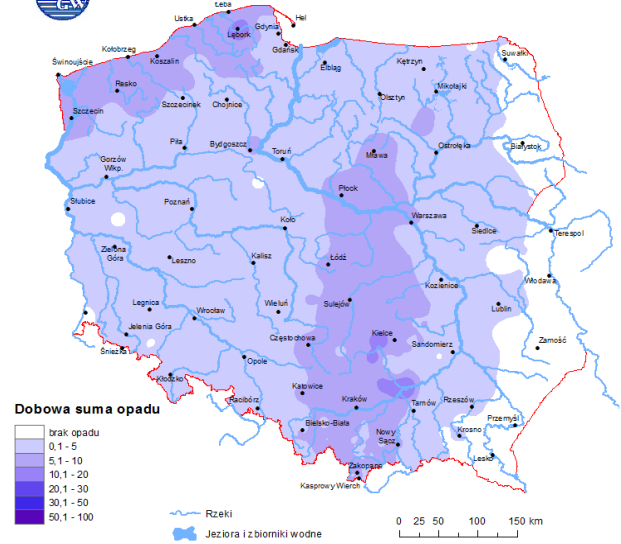 Łeba
Hel
Ustka
Lębork
Gdynia
Gdańsk
Kołobrzeg
Koszalin
Świnoujście
Resko
Szczecinek
Chojnice
Elbląg
Kętrzyn
Suwałki
Mikołajki
Olsztyn
Szczecin
Piła
Bydgoszcz
Toruń
Mława
Ostrołęka
Białystok
Gorzów
Wlkp.
Płock
Słubice
Poznań
Koło
Warszawa
Siedlce
Terespol
Zielona
Góra
Leszno
Kalisz
Łódź
Kozienice
Włodawa
Legnica
Wrocław
Wieluń
Sulejów
Lublin
Jelenia Góra
Kielce
Częstochowa
Sandomierz
Zamość
Śnieżka
Opole
Kłodzko
Katowice
Racibórz
Kraków
Tarnów
Rzeszów
Przemyśl
Bielsko-Biała
Nowy
Sącz
Krosno
Lesko
Zakopane
Kasprowy Wierch
Dobowa suma opadu
brak opadu
0,1 - 5
5,1 - 10
10,1 - 20
20,1 - 30
30,1 - 50
50,1 - 100
Rzeki
Jeziora i zbiorniki wodne
0 25 50 100 150 km